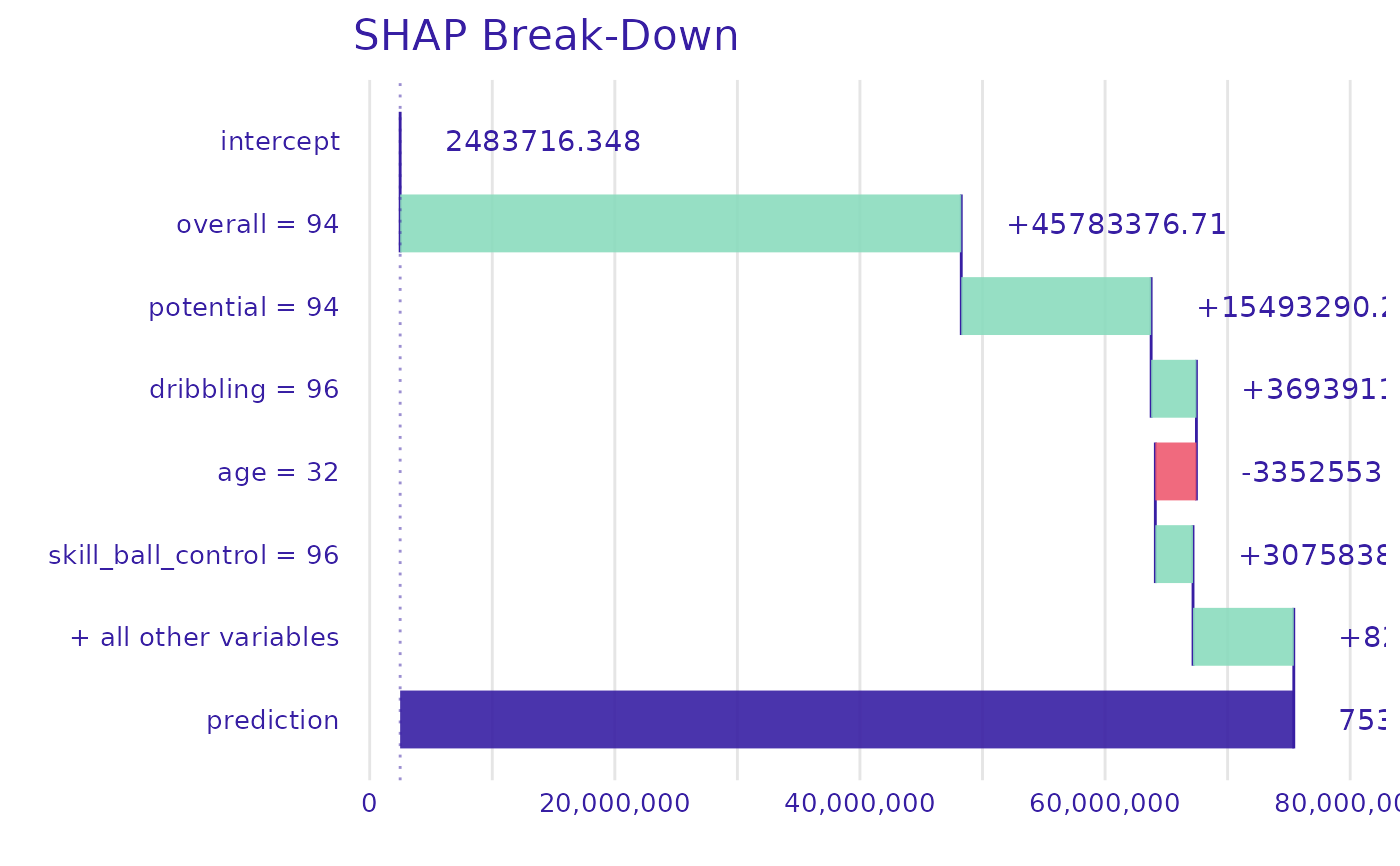 SHAP Break-Down
intercept
2483716.348
overall = 94
+45783376.71
potential = 94
+15493290.2
dribbling = 96
+3693911
age = 32
-3352553
skill_ball_control = 96
+3075838
+ all other variables
+82
prediction
753
0 20,000,000 40,000,000 60,000,000 80,000,00